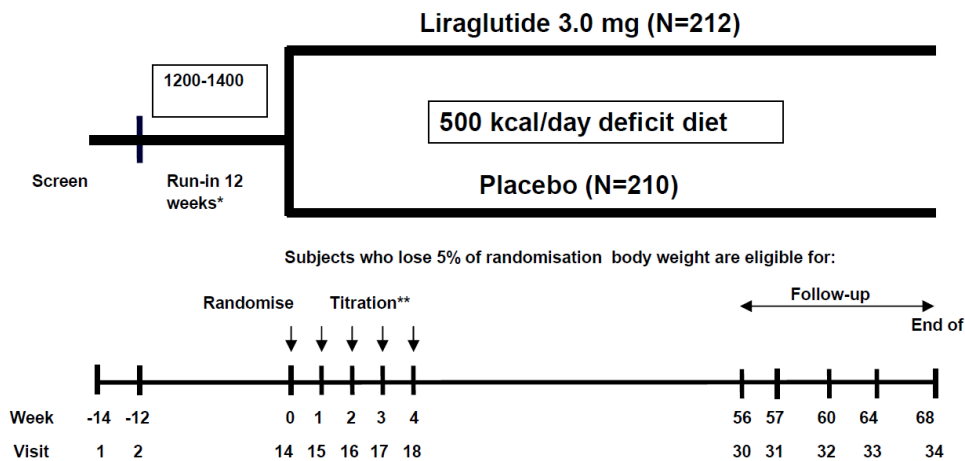 Liraglutide 3.0 mg (N=212)
1200-1400
500 kcal/day deficit diet
Screen
Run-in 12
weeks*
Placebo (N=210)
Subjects who lose 5% of randomisation body weight are eligible for:
Randomise
Titration**
Follow-up
End of
Week -14 -12 0 1 2 3 4 56 57 60 64 68
Visit 1 2 14 15 16 17 18 30 31 32 33 34